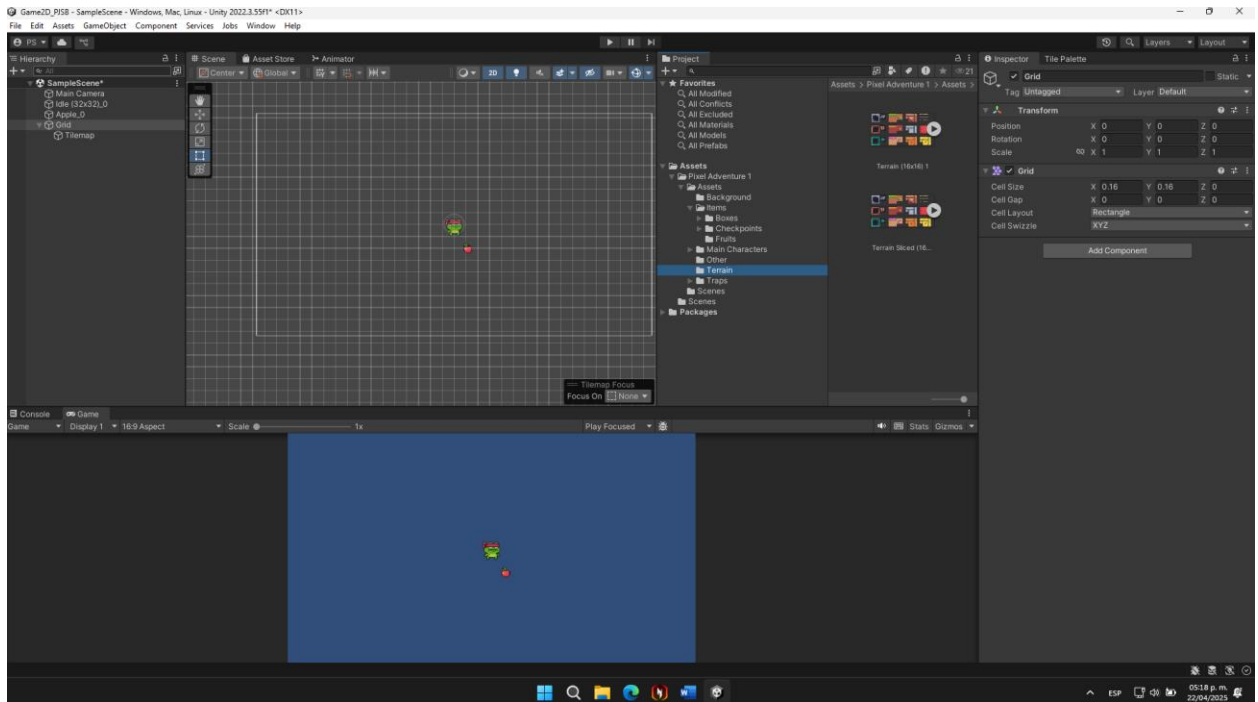 Game2D_PJSB - SampleScene - Windows, Mac, Linux - Unity 2022.3.55f1* <DX11>
File Edit Assets GameObject Component Services Jobs Window Help
PS
Layers Layout
Hierarchy
All
SampleScene*
Main Camera
Idle (32x32)_0
Apple_0
Grid
Tilemap
Scene Asset Store Animator
Center Global 2D
Tilemap Focus
Focus On None
Project
21
Favorites
All Modified
All Conflicts
All Excluded
All Materials
All Models
All Prefabs
Assets
Pixel Adventure 1
Assets
Background
Items
Boxes
Checkpoints
Fruits
Main Characters
Other
Terrain
Traps
Scenes
Scenes
Packages
Assets > Pixel Adventure 1 > Assets >
Terrain (16x16) 1
Terrain Sliced (16...
Inspector Tile Palette
Grid Static
Tag Untagged Layer Default
Transform
Position X 0 Y 0 Z 0
Rotation X 0 Y 0 Z 0
Scale X 1 Y 1 Z 1
Grid
Cell Size X 0.16 Y 0.16 Z 0
Cell Gap X 0 Y 0 Z 0
Cell Layout Rectangle
Cell Swizzle XYZ
Add Component
Console Game
Game Display 1 16:9 Aspect Scale 1x Play Focused Stats Gizmos
ESP
05:18 p. m.
22/04/2025